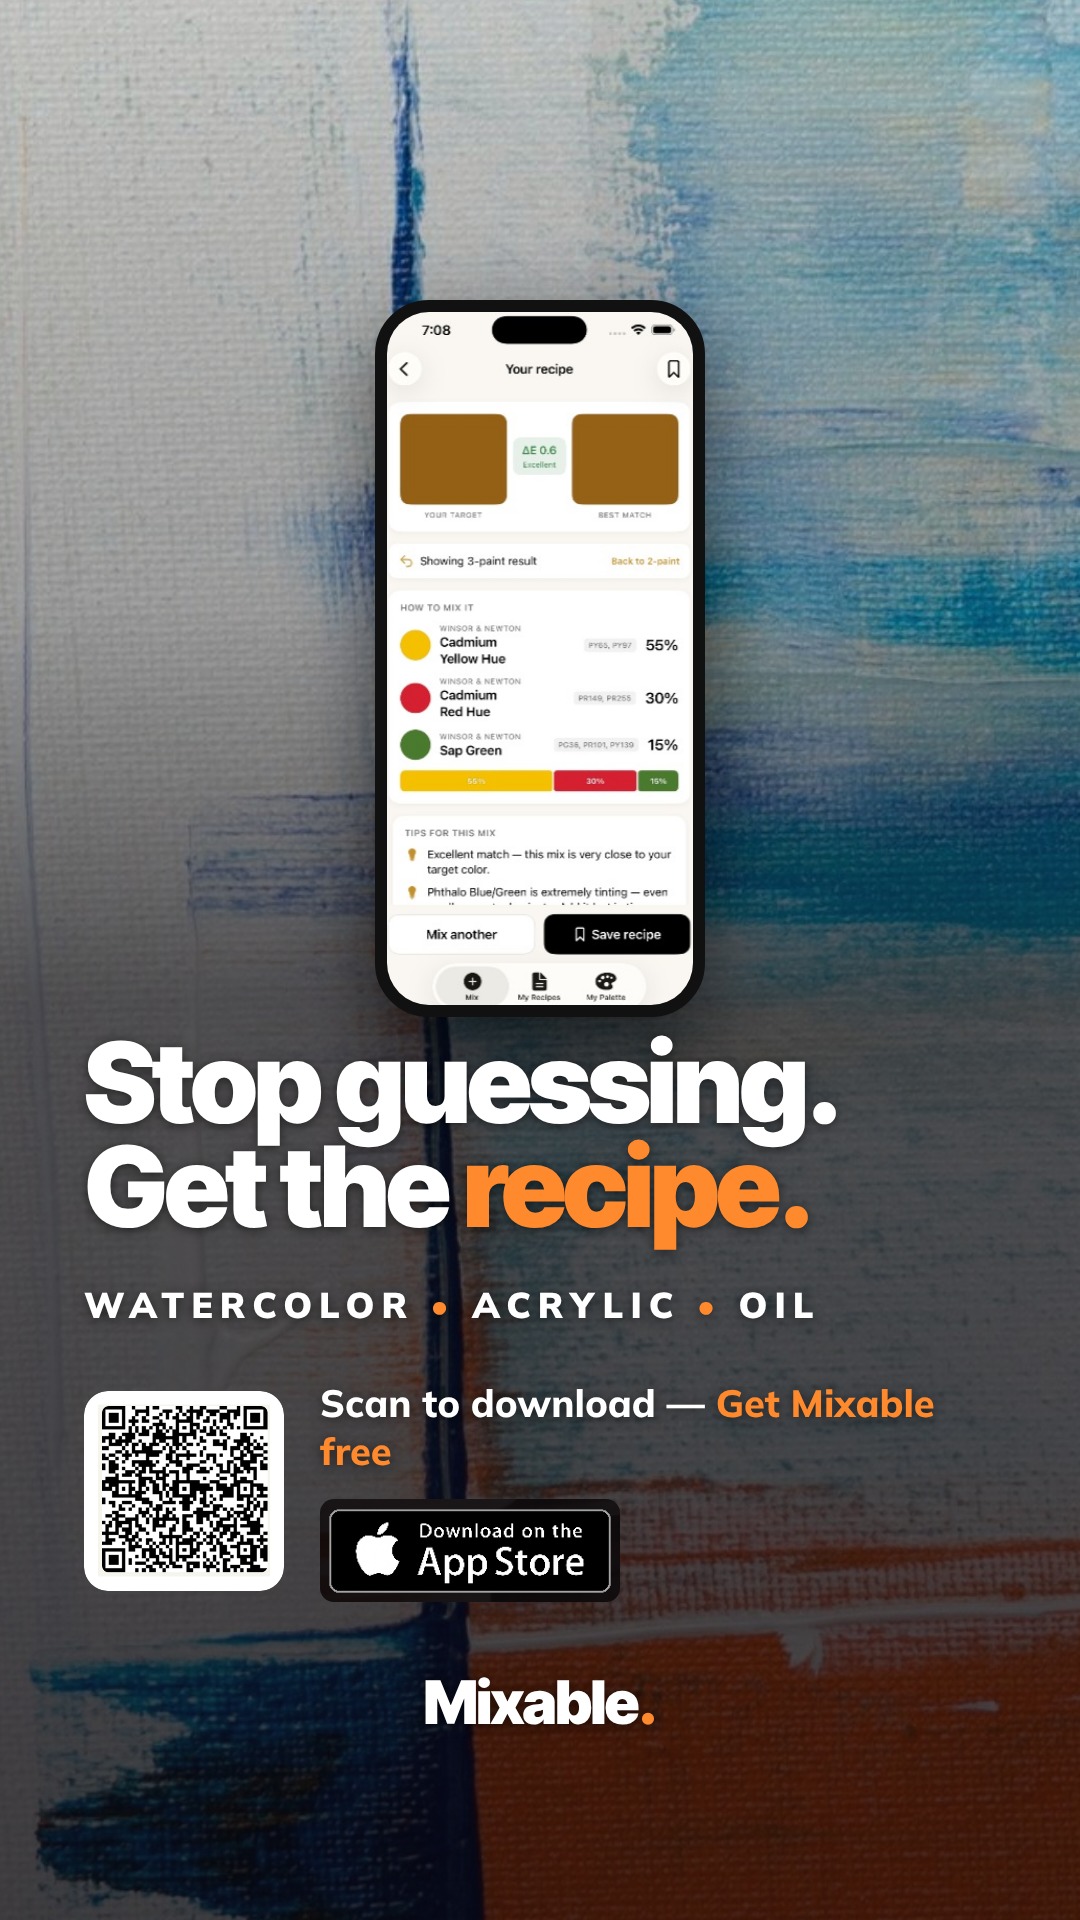 7:08
Your recipe
ΔE 0.6
Excellent
YOUR TARGET
BEST MATCH
Showing 3-paint result
Back to 2-paint
HOW TO MIX IT
WINSOR & NEWTON
Cadmium
Yellow Hue
PY65, PY97
55%
WINSOR & NEWTON
Cadmium
Red Hue
PR149, PR255
30%
WINSOR & NEWTON
Sap Green
PG36, PR101, PY139
15%
55%
30%
15%
TIPS FOR THIS MIX
Excellent match — this mix is very close to your
target color.
Phthalo Blue/Green is extremely tinting — even
Mix another
Save recipe
Mix
My Recipes
My Palette
Stop guessing.
Get the recipe.
WATERCOLOR • ACRYLIC • OIL
Scan to download — Get Mixable
free
Download on the
App Store
Mixable.